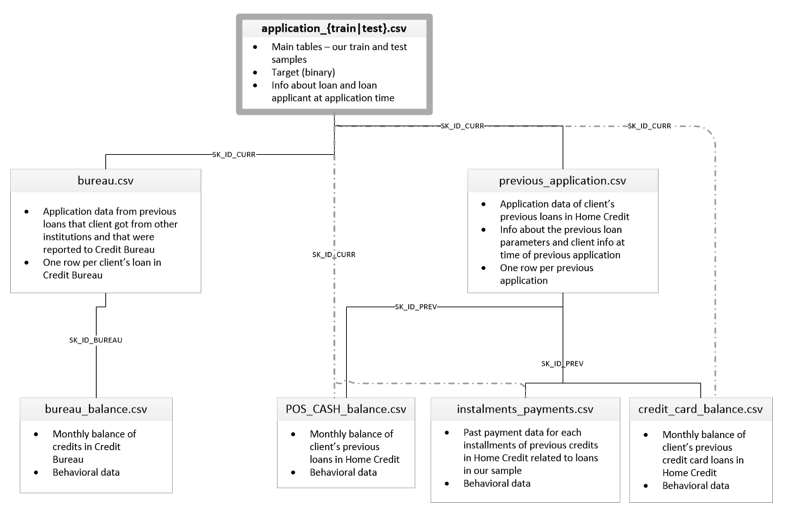 application_{train|test}.csv
• Main tables – our train and test
samples
• Target (binary)
• Info about loan and loan
applicant at application time
SK_ID_CURR
SK_ID_CURR
SK_ID_CURR
bureau.csv
• Application data from previous
loans that client got from other
institutions and that were
reported to Credit Bureau
• One row per client's loan in
Credit Bureau
previous_application.csv
• Application data of client's
previous loans in Home Credit
• Info about the previous loan
parameters and client info at
time of previous application
• One row per previous
application
SK_ID_CURR
SK_ID_PREV
SK_ID_BUREAU
SK_ID_PREV
bureau_balance.csv
• Monthly balance of
credits in Credit
Bureau
• Behavioral data
POS_CASH_balance.csv
• Monthly balance of
client's previous
loans in Home Credit
• Behavioral data
instalments_payments.csv
• Past payment data for each
installments of previous credits
in Home Credit related to loans
in our sample
• Behavioral data
credit_card_balance.csv
• Monthly balance of
client's previous
credit card loans in
Home Credit
• Behavioral data